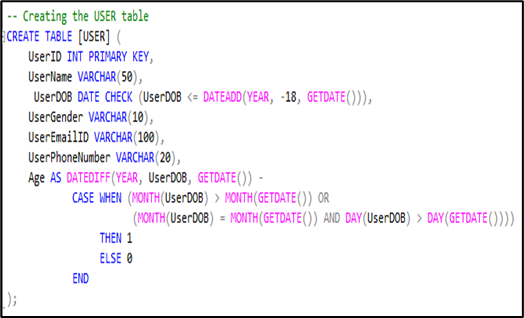 -- Creating the USER table
CREATE TABLE [USER] (
UserID INT PRIMARY KEY,
UserName VARCHAR(50),
UserDOB DATE CHECK (UserDOB <= DATEADD(YEAR, -18, GETDATE())),
UserGender VARCHAR(10),
UserEmailID VARCHAR(100),
UserPhoneNumber VARCHAR(20),
Age AS DATEDIFF(YEAR, UserDOB, GETDATE()) -
CASE WHEN (MONTH(UserDOB) > MONTH(GETDATE()) OR
(MONTH(UserDOB) = MONTH(GETDATE()) AND DAY(UserDOB) > DAY(GETDATE())))
THEN 1
ELSE 0
END
);